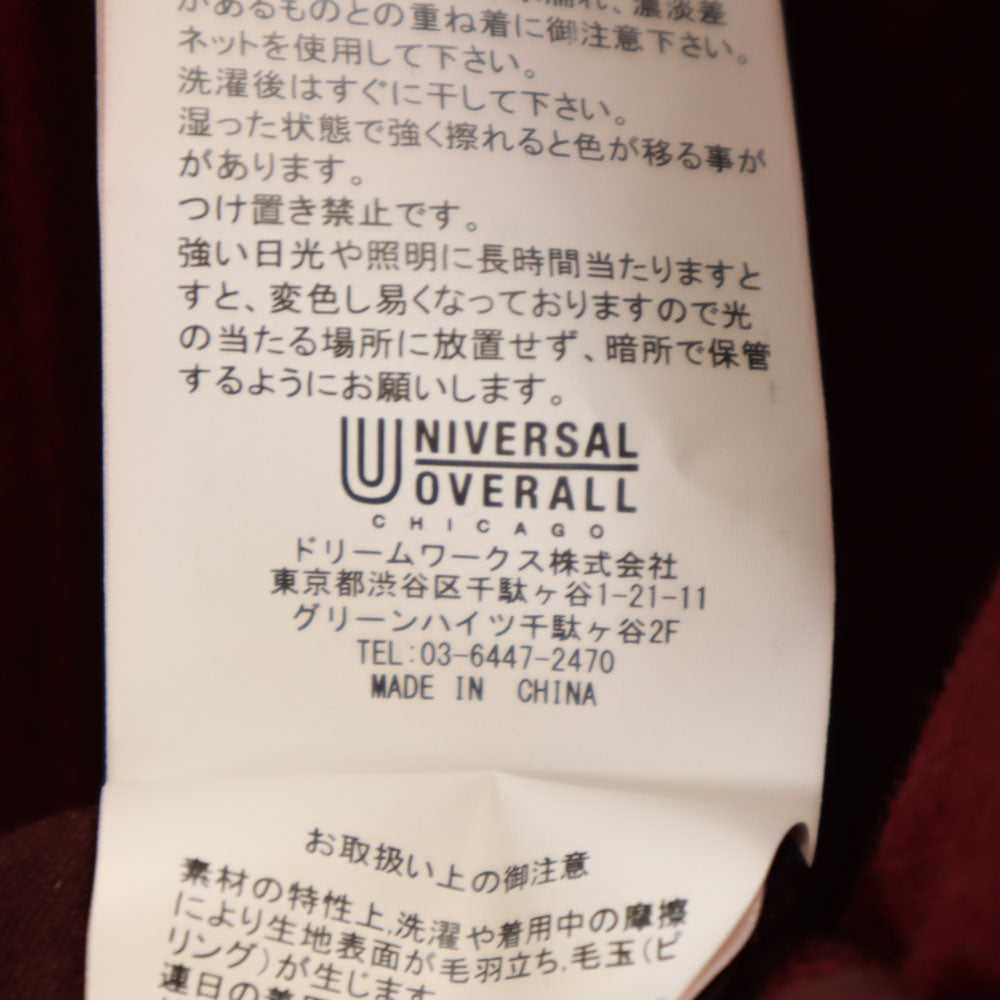 濡れ、濃淡差
があるものとの重ね着に御注意下さい。
ネットを使用して下さい。
洗濯後はすぐに干して下さい。
湿った状態で強く擦れると色が移る事が
があります。
つけ置き禁止です。
強い日光や照明に長時間当たりますと
すと、変色し易くなっておりますので光
の当たる場所に放置せず、暗所で保管
するようにお願いします。
UNIVERSAL
OVERALL
CHICAGO
ドリームワークス株式会社
東京都渋谷区千駄ヶ谷1-21-11
グリーンハイツ千駄ヶ谷2F
TEL:03-6447-2470
MADE IN CHINA
お取扱い上の御注意
素材の特性上,洗濯や着用中の摩擦
により生地表面が毛羽立ち,毛玉(ピ
リング)が生じます
連日の着用